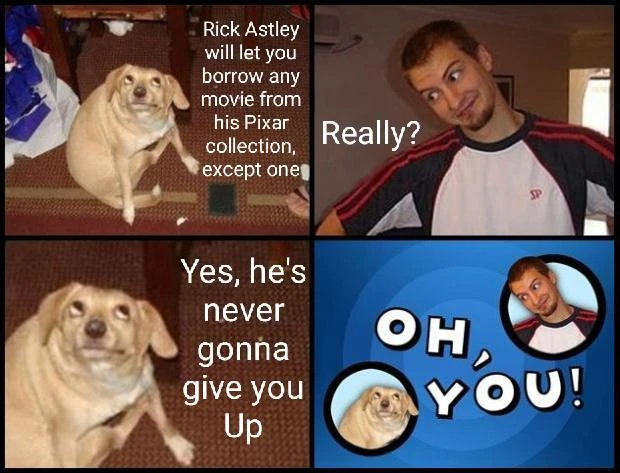 Rick Astley
will let you
borrow any
movie from
his Pixar
collection,
except one
Really?
SP
Yes, he's
never
gonna
give you
Up
OH,
YOU!